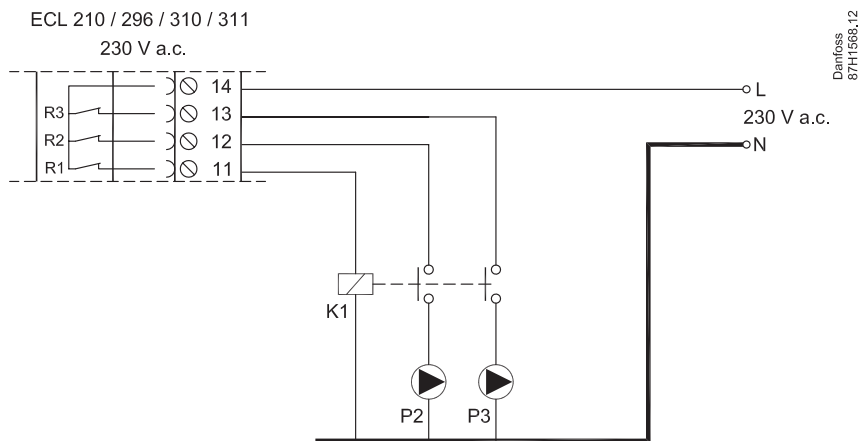 ECL 210 / 296 / 310 / 311
230 V a.c.
Danfoss
87H1568.12
14
L
R3
13
230 V a.c.
R2
12
N
R1
11
K1
P2
P3